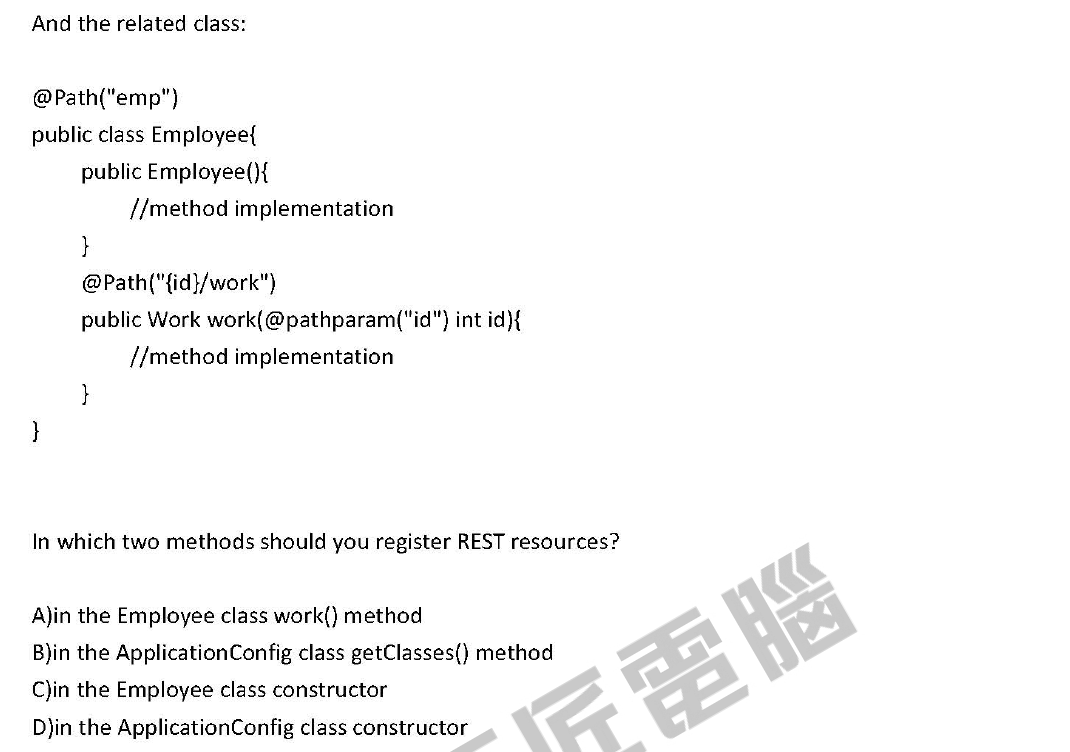 And the related class:
@Path("emp")
public class Employee{
public Employee(){
//method implementation
}
@Path("{id}/work")
public Work work(@pathparam("id") int id){
//method implementation
}
}
In which two methods should you register REST resources?
A)in the Employee class work() method
B)in the ApplicationConfig class getClasses() method
C)in the Employee class constructor
D)in the ApplicationConfig class constructor
匠電腦